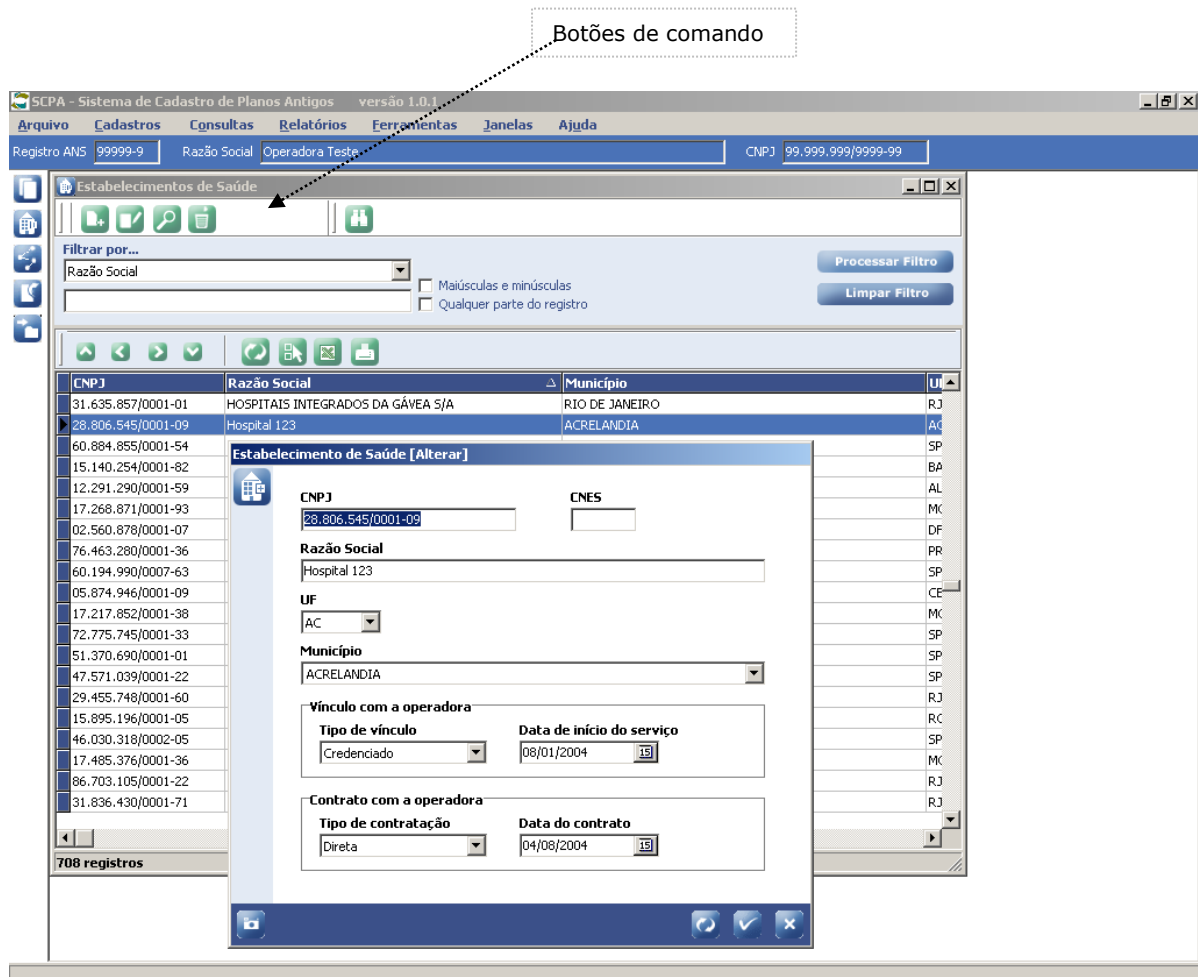 Botões de comando
SCPA - Sistema de Cadastro de Planos Antigos versão 1.0.1
Arquivo Cadastros Consultas Relatórios Ferramentas Janelas Ajuda
Registro ANS 99999-9 Razão Social Operadora Teste CNPJ 99.999.999/9999-99
Estabelecimentos de Saúde
Filtrar por...
Razão Social
Maiúsculas e minúsculas
Qualquer parte do registro
Processar Filtro
Limpar Filtro
CNPJ Razão Social Município
31.635.857/0001-01 HOSPITAIS INTEGRADOS DA GÁVEA S/A RIO DE JANEIRO RJ
28.806.545/0001-09 Hospital 123 ACRELANDIA AC
60.884.855/0001-54 SP
15.140.254/0001-82 BA
12.291.290/0001-59 AL
17.268.871/0001-93
02.560.878/0001-07 DF
76.463.280/0001-36 PR
60.194.990/0007-63 SP
05.874.946/0001-09 CE
17.217.852/0001-38
72.775.745/0001-33 SP
51.370.690/0001-01 SP
47.571.039/0001-22 SP
29.455.748/0001-60 RJ
15.895.196/0001-05
46.030.318/0002-05 SP
17.485.376/0001-36
86.703.105/0001-22 RJ
31.836.430/0001-71 RJ
708 registros
Estabelecimento de Saúde [Alterar]
CNPJ CNES
28.806.545/0001-09
Razão Social
Hospital 123
UF
AC
Município
ACRELANDIA
Vínculo com a operadora
Tipo de vínculo Data de início do serviço
Credenciado 08/01/2004 15
Contrato com a operadora
Tipo de contratação Data do contrato
Direta 04/08/2004 15